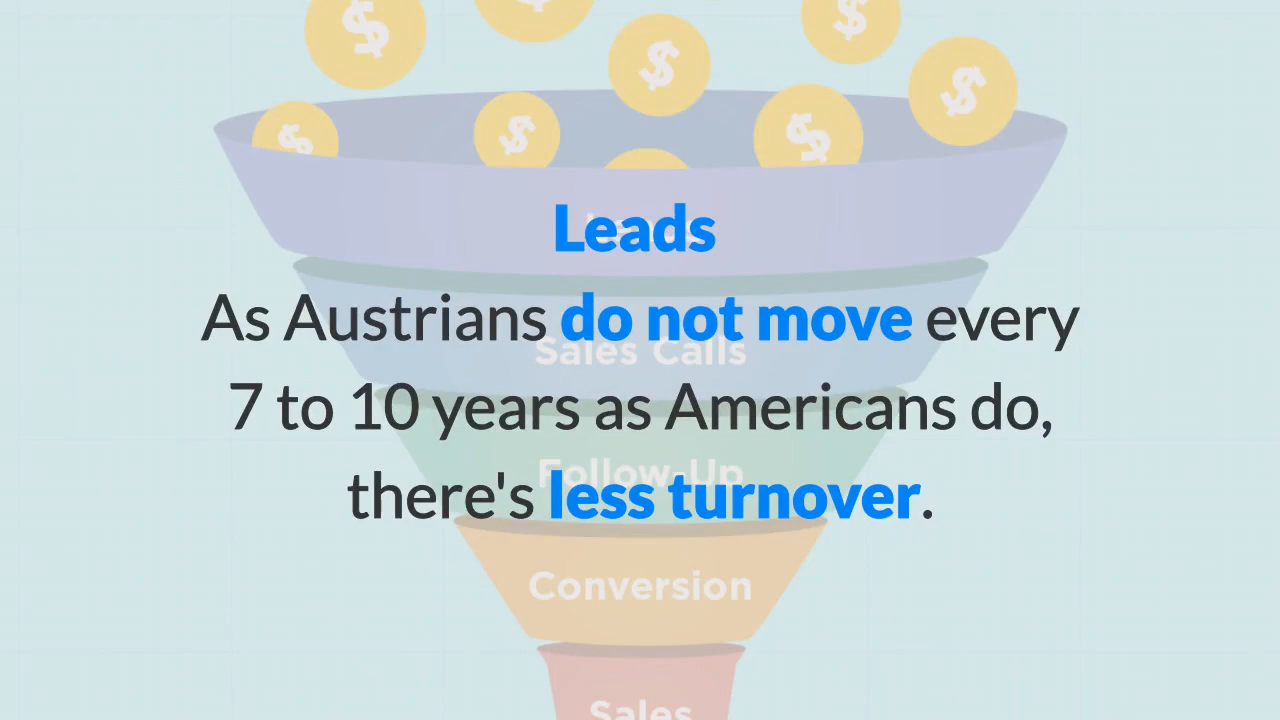 Leads
As Austrians do not move every
Sales Calls
7 to 10 years as Americans do,
Follow-Up
there's less turnover.
Conversion
Sales